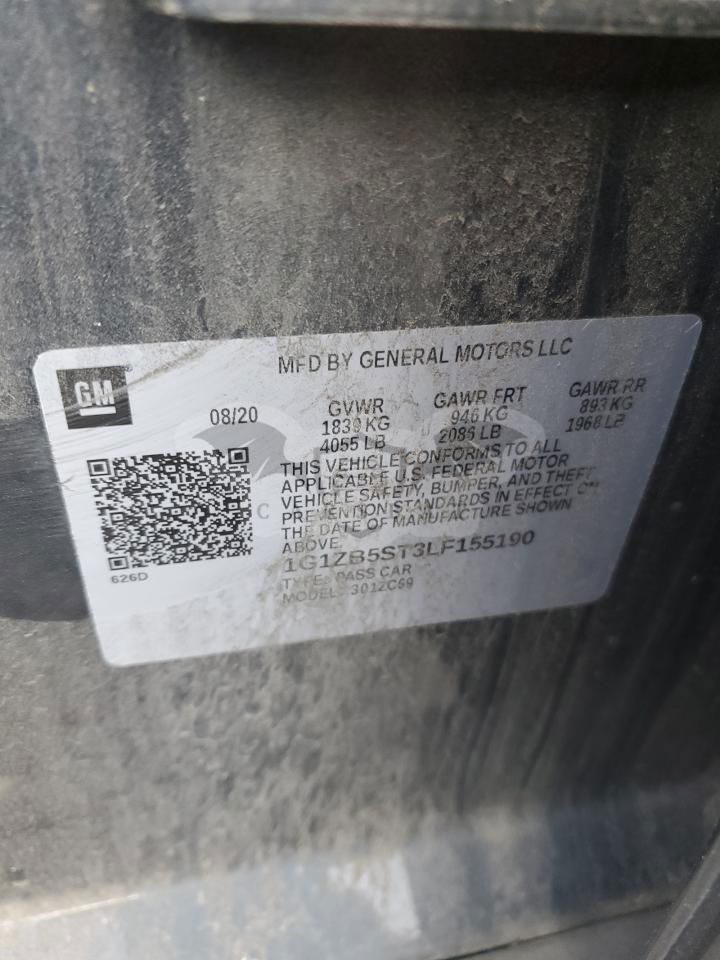 MFD BY GENERAL MOTORS LLC
GM
08/20
GVWR
1839 KG
4055 LB
GAWR FRT
946 KG
2086 LB
GAWR RR
893 KG
1968 LB
THIS VEHICLE CONFORMS TO ALL
APPLICABLE U.S. FEDERAL MOTOR
VEHICLE SAFETY, BUMPER, AND THEFT
PREVENTION STANDARDS IN EFFECT ON
THE DATE OF MANUFACTURE SHOWN
ABOVE.
1G1ZB5ST3LF155190
TYPE: PASS CAR
MODEL: 301ZC69
626D
C